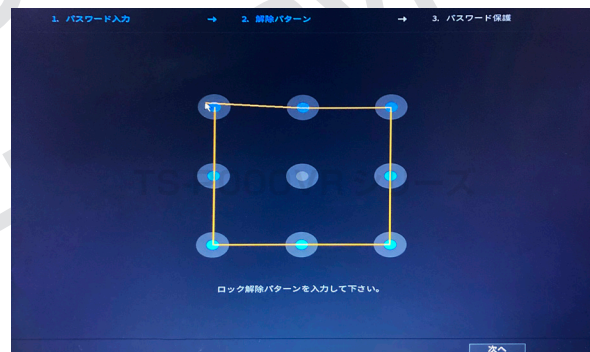 1. パスワード入力 → 2. 解除パターン → 3. パスワード保護
ロック解除パターンを入力して下さい。
次へ